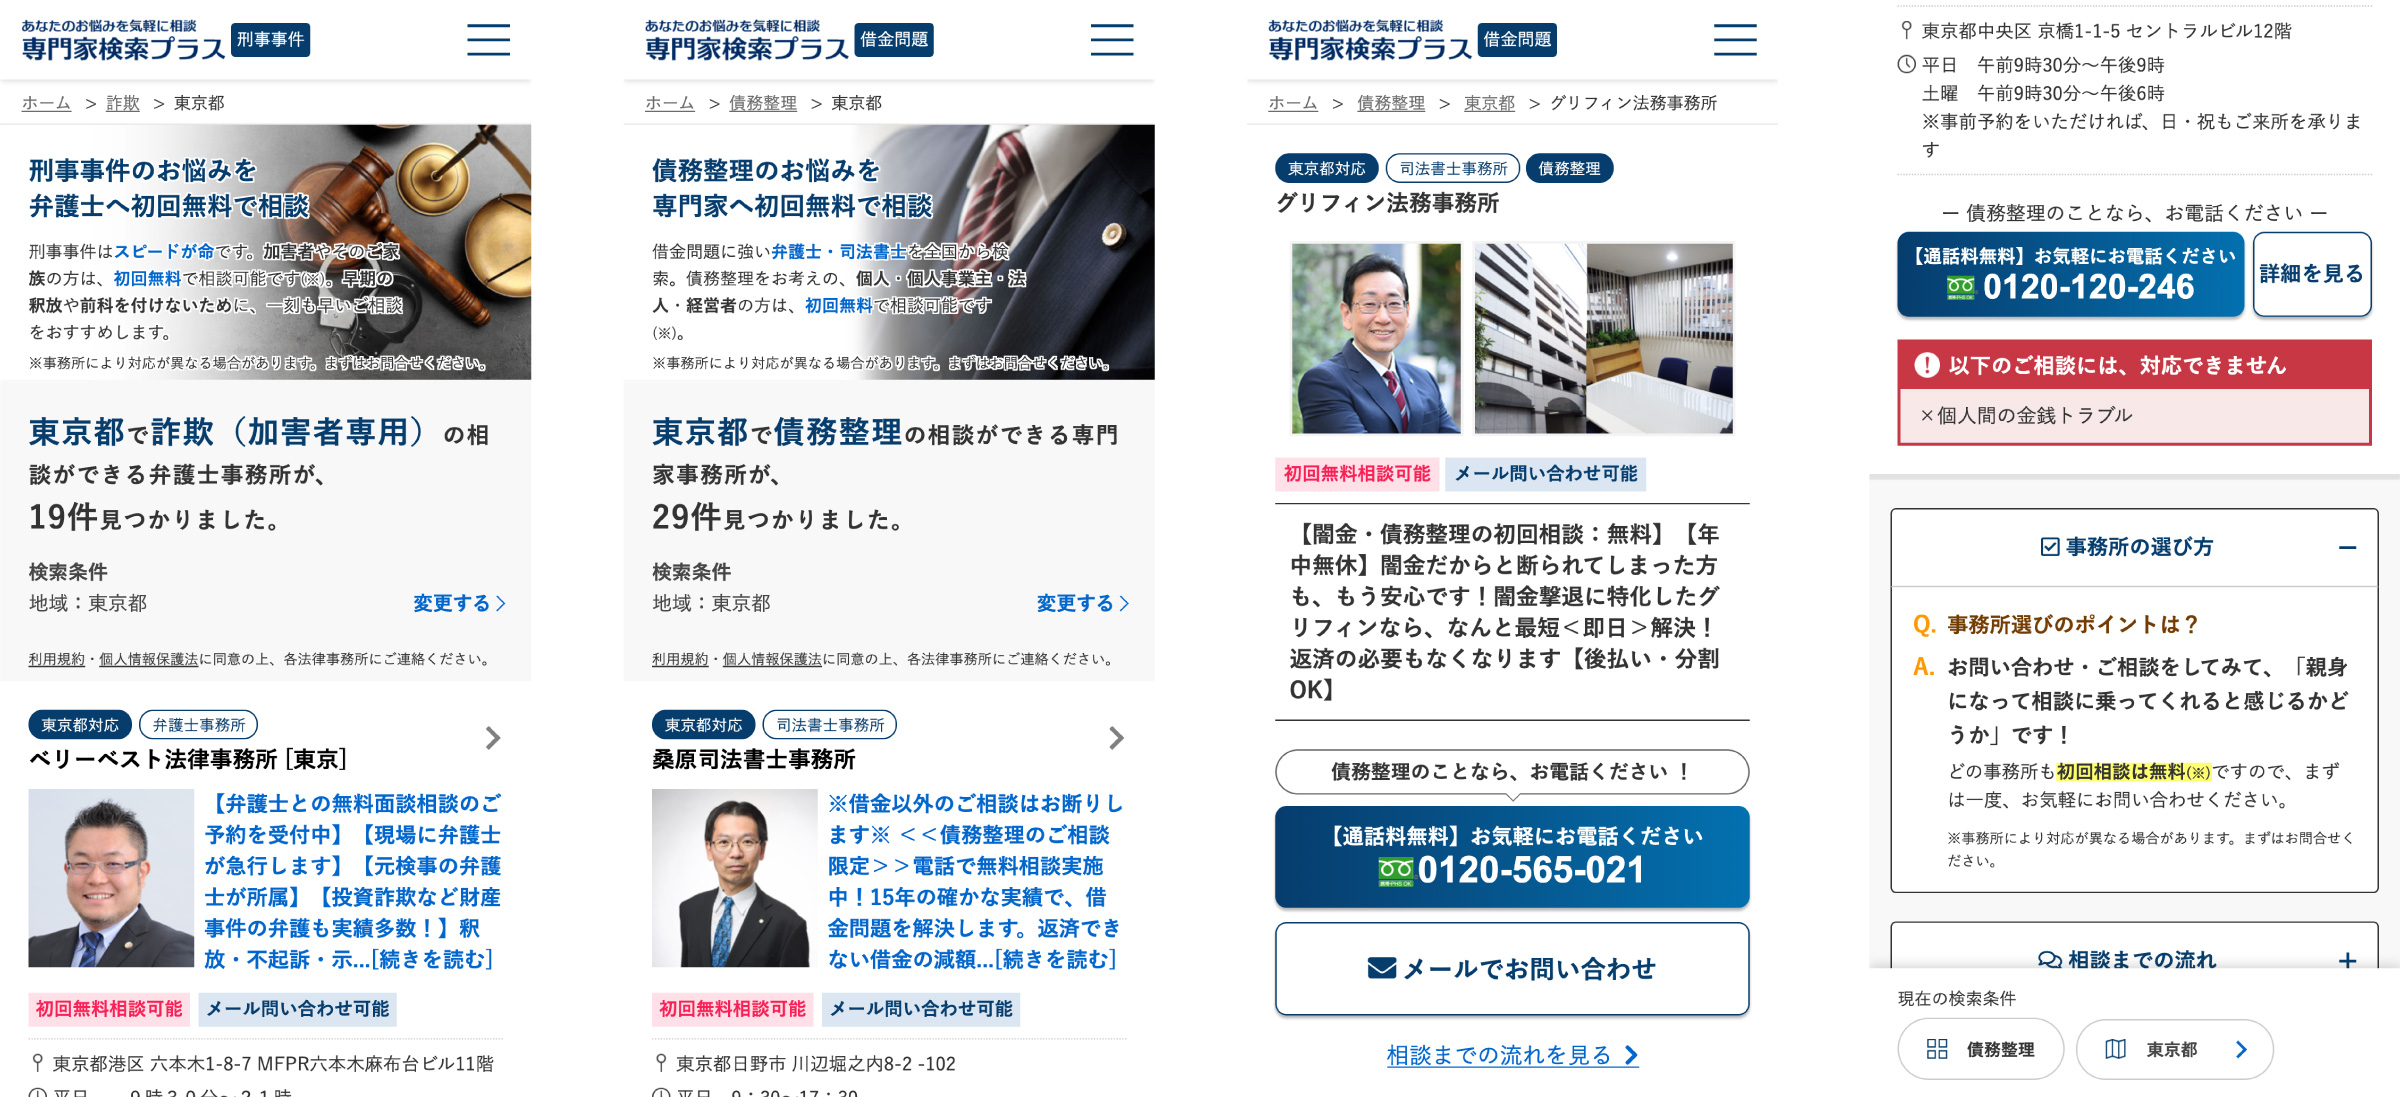 あなたのお悩みを気軽に相談
専門家検索プラス 刑事事件
ホーム > 詐欺 > 東京都
刑事事件のお悩みを
弁護士へ初回無料で相談
刑事事件はスピードが命です。加害者やそのご家
族の方は、初回無料で相談可能です(※)。早期の
釈放や前科を付けないために、一刻も早いご相談
をおすすめします。
※事務所により対応が異なる場合があります。まずはお問合せください。
東京都で詐欺（加害者専用）の相
談ができる弁護士事務所が、
19件見つかりました。
検索条件
地域：東京都 変更する
利用規約・個人情報保護法に同意の上、各法律事務所にご連絡ください。
東京都対応 弁護士事務所
ベリーベスト法律事務所 [東京]
【弁護士との無料面談相談のご
予約を受付中】【現場に弁護士
が急行します】【元検事の弁護
士が所属】【投資詐欺など財産
事件の弁護も実績多数！】釈
放・不起訴・示...[続きを読む]
初回無料相談可能 メール問い合わせ可能
東京都港区 六本木1-8-7 MFPR六本木麻布台ビル11階
平日 9時30分〜21時
あなたのお悩みを気軽に相談
専門家検索プラス 借金問題
ホーム > 債務整理 > 東京都
債務整理のお悩みを
専門家へ初回無料で相談
借金問題に強い弁護士・司法書士を全国から検
索。債務整理をお考えの、個人・個人事業主・法
人・経営者の方は、初回無料で相談可能です
(※)。
※事務所により対応が異なる場合があります。まずはお問合せください。
東京都で債務整理の相談ができる専門
家事務所が、
29件見つかりました。
検索条件
地域：東京都 変更する
利用規約・個人情報保護法に同意の上、各法律事務所にご連絡ください。
東京都対応 司法書士事務所
桑原司法書士事務所
※借金以外のご相談はお断りし
ます※ ＜＜債務整理のご相談
限定＞＞電話で無料相談実施
中！15年の確かな実績で、借
金問題を解決します。返済でき
ない借金の減額...[続きを読む]
初回無料相談可能 メール問い合わせ可能
東京都日野市 川辺堀之内8-2 -102
平日 9：30〜17：30
あなたのお悩みを気軽に相談
専門家検索プラス 借金問題
ホーム > 債務整理 > 東京都 > グリフィン法務事務所
東京都対応 司法書士事務所 債務整理
グリフィン法務事務所
初回無料相談可能 メール問い合わせ可能
【闇金・債務整理の初回相談：無料】【年
中無休】闇金だからと断られてしまった方
も、もう安心です！闇金撃退に特化したグ
リフィンなら、なんと最短＜即日＞解決！
返済の必要もなくなります【後払い・分割
OK】
債務整理のことなら、お電話ください ！
【通話料無料】お気軽にお電話ください
0120-565-021
メールでお問い合わせ
相談までの流れを見る
東京都中央区 京橋1-1-5 セントラルビル12階
平日 午前9時30分〜午後9時
土曜 午前9時30分〜午後6時
※事前予約をいただければ、日・祝もご来所を承りま
す
ー 債務整理のことなら、お電話ください ー
【通話料無料】お気軽にお電話ください
0120-120-246
詳細を見る
以下のご相談には、対応できません
×個人間の金銭トラブル
事務所の選び方
Q. 事務所選びのポイントは？
A. お問い合わせ・ご相談をしてみて、「親身
になって相談に乗ってくれると感じるかど
うか」です！
どの事務所も初回相談は無料(※)ですので、まず
は一度、お気軽にお問い合わせください。
※事務所により対応が異なる場合があります。まずはお問合せく
ださい。
相談までの流れ
現在の検索条件
債務整理 東京都